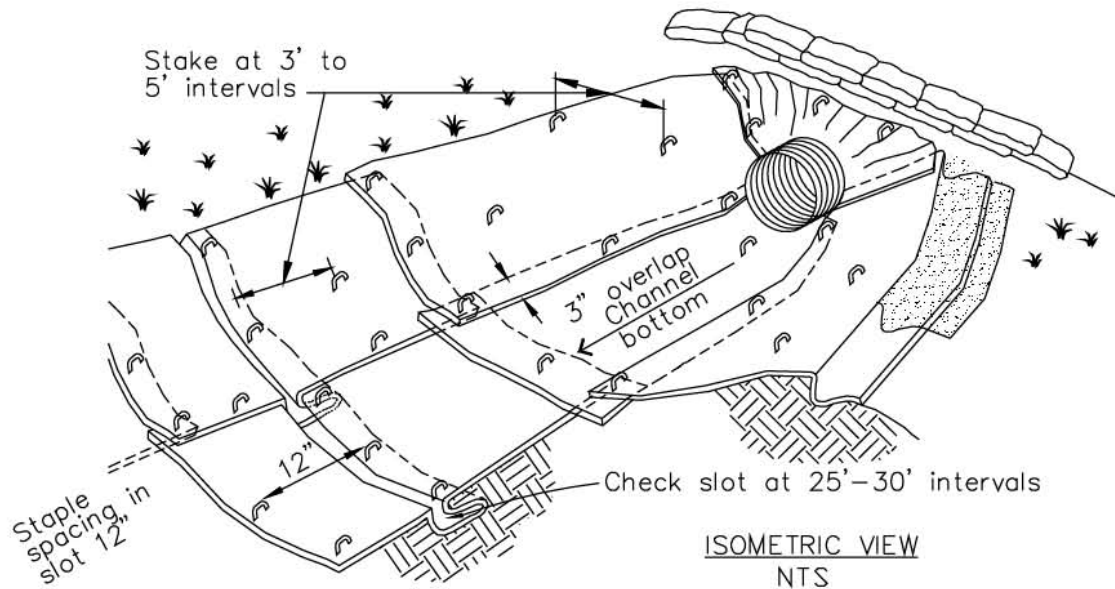 Stake at 3' to
5' intervals
3" overlap
Channel
bottom
12"
Staple
spacing in
slot 12"
Check slot at 25'-30' intervals
ISOMETRIC VIEW
NTS